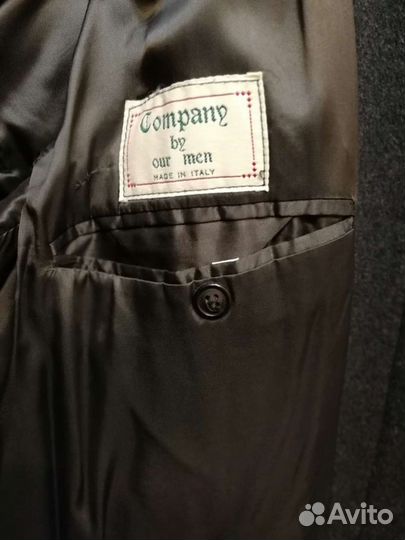 Company
by
our men
MADE IN ITALY
Avito